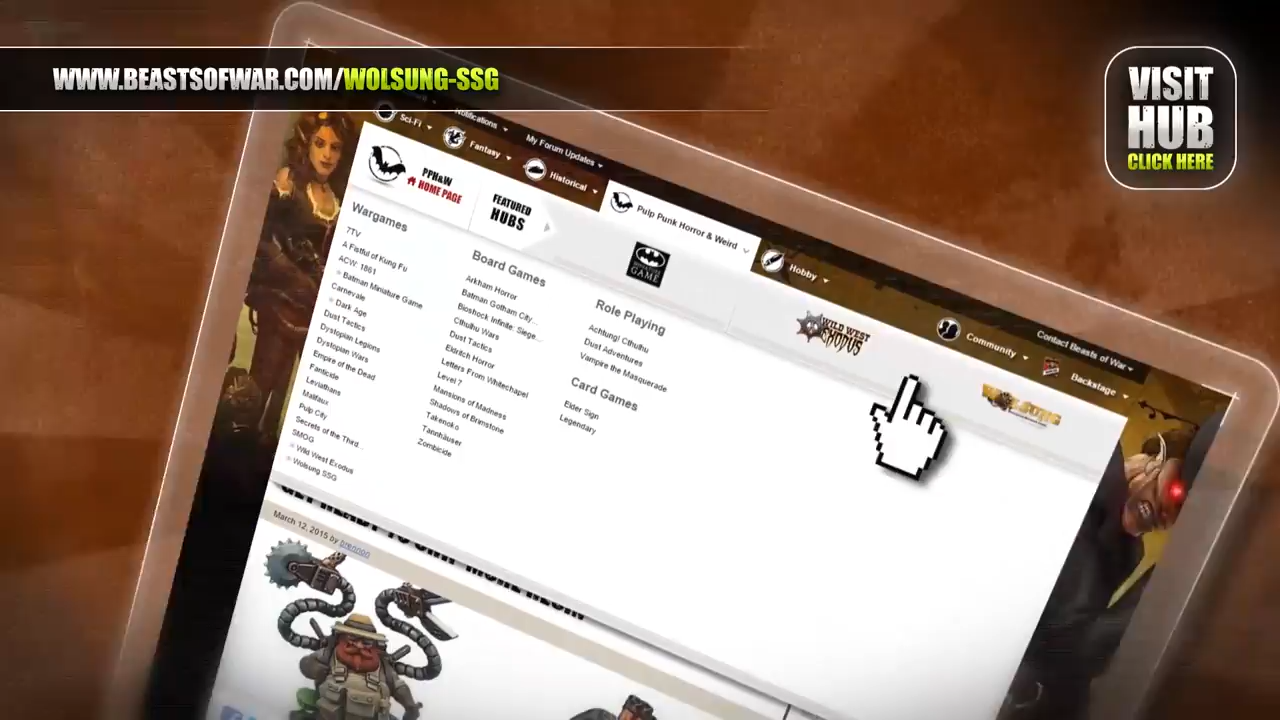 WWW.BEASTSOFWAR.COM/WOLSUNG-SSG
VISIT
HUB
CLICK HERE
Notifications
My Forum Updates
Sci-Fi
Fantasy
Historical
Pulp Punk Horror & Weird
Hobby
Community
Contact Beasts of War
Backstage
PPH&W
HOME PAGE
FEATURED
HUBS
GAME
WILD WEST
EXODUS
WOLSUNG
Wargames
7TV
A Fistful of Kung Fu
ACW: 1861
Batman Miniature Game
Carnevale
Dark Age
Dust Tactics
Dystopian Legions
Dystopian Wars
Empire of the Dead
Fanticide
Leviathans
Malifaux
Pulp City
Secrets of the Third...
SMOG
Wild West Exodus
Wolsung SSG
Board Games
Arkham Horror
Batman Gotham City...
Bioshock Infinite: Siege...
Cthulhu Wars
Dust Tactics
Eldritch Horror
Letters From Whitechapel
Level 7
Mansions of Madness
Shadows of Brimstone
Takenoko
Tannhäuser
Zombicide
Role Playing
Achtung! Cthulhu
Dust Adventures
Vampire the Masquerade
Card Games
Elder Sign
Legendary
March 12, 2015 by brennon